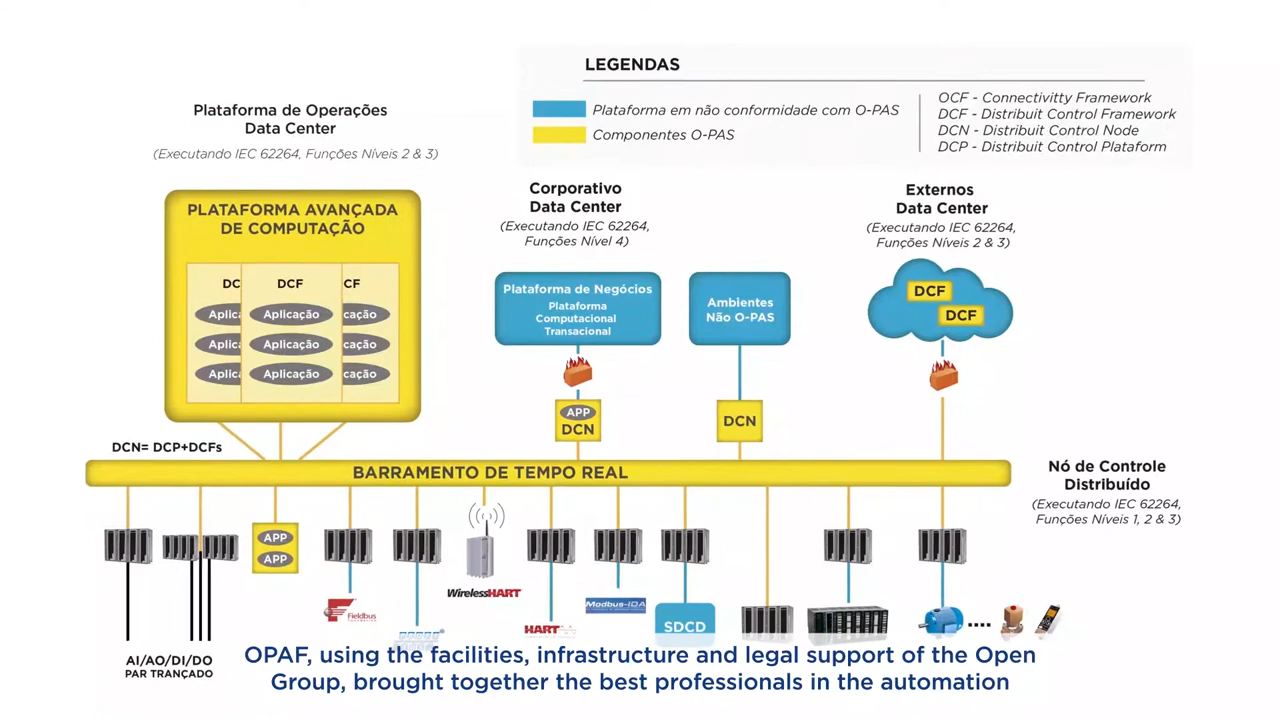 LEGENDAS
Plataforma em não conformidade com O-PAS
Componentes O-PAS
OCF - Connectivitty Framework
DCF - Distribuit Control Framework
DCN - Distribuit Control Node
DCP - Distribuit Control Plataform
Plataforma de Operações
Data Center
(Executando IEC 62264, Funções Níveis 2 & 3)
PLATAFORMA AVANÇADA
DE COMPUTAÇÃO
DC DCF CF
Aplica Aplicação cação
Aplica Aplicação cação
Aplica Aplicação cação
Corporativo
Data Center
(Executando IEC 62264,
Funções Nível 4)
Plataforma de Negócios
Plataforma
Computacional
Transacional
APP
DCN
Ambientes
Não O-PAS
DCN
Externos
Data Center
(Executando IEC 62264,
Funções Níveis 2 & 3)
DCF
DCF
DCN= DCP+DCFs
BARRAMENTO DE TEMPO REAL
Nó de Controle
Distribuído
(Executando IEC 62264,
Funções Níveis 1, 2 & 3)
APP
APP
WirelessHART
Fieldbus
HART
Modbus-IDA
SDCD
AI/AO/DI/DO
PAR TRANÇADO
OPAF, using the facilities, infrastructure and legal support of the Open
Group, brought together the best professionals in the automation